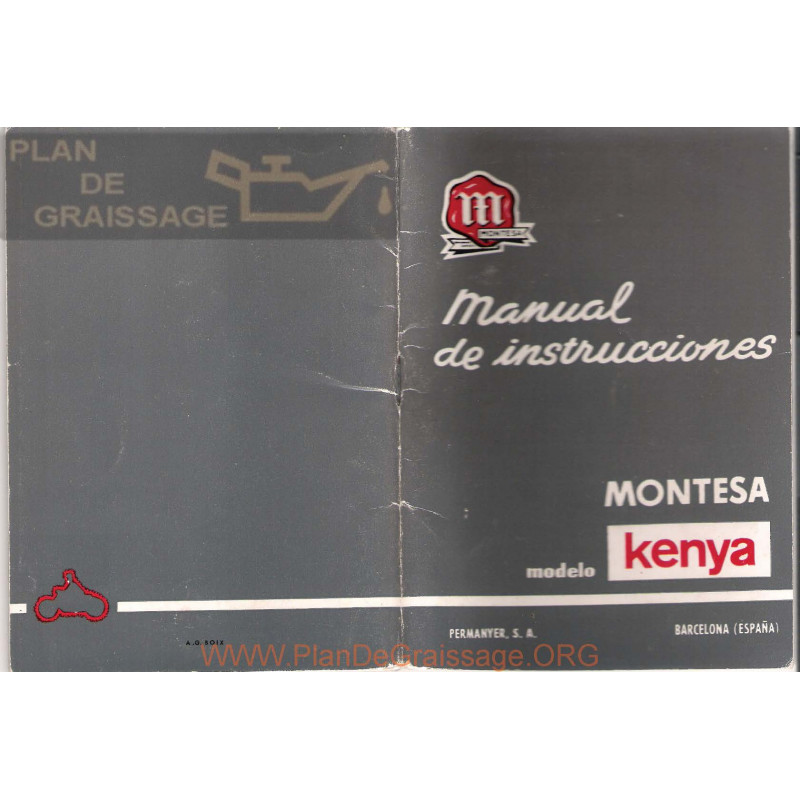 PLAN
DE
GRAISSAGE
M
MONTESA
Manual
de instrucciones
MONTESA
modelo kenya
PERMANYER, S. A.
BARCELONA (ESPAÑA)
A.G. BOIX
www.PlanDeGraissage.ORG